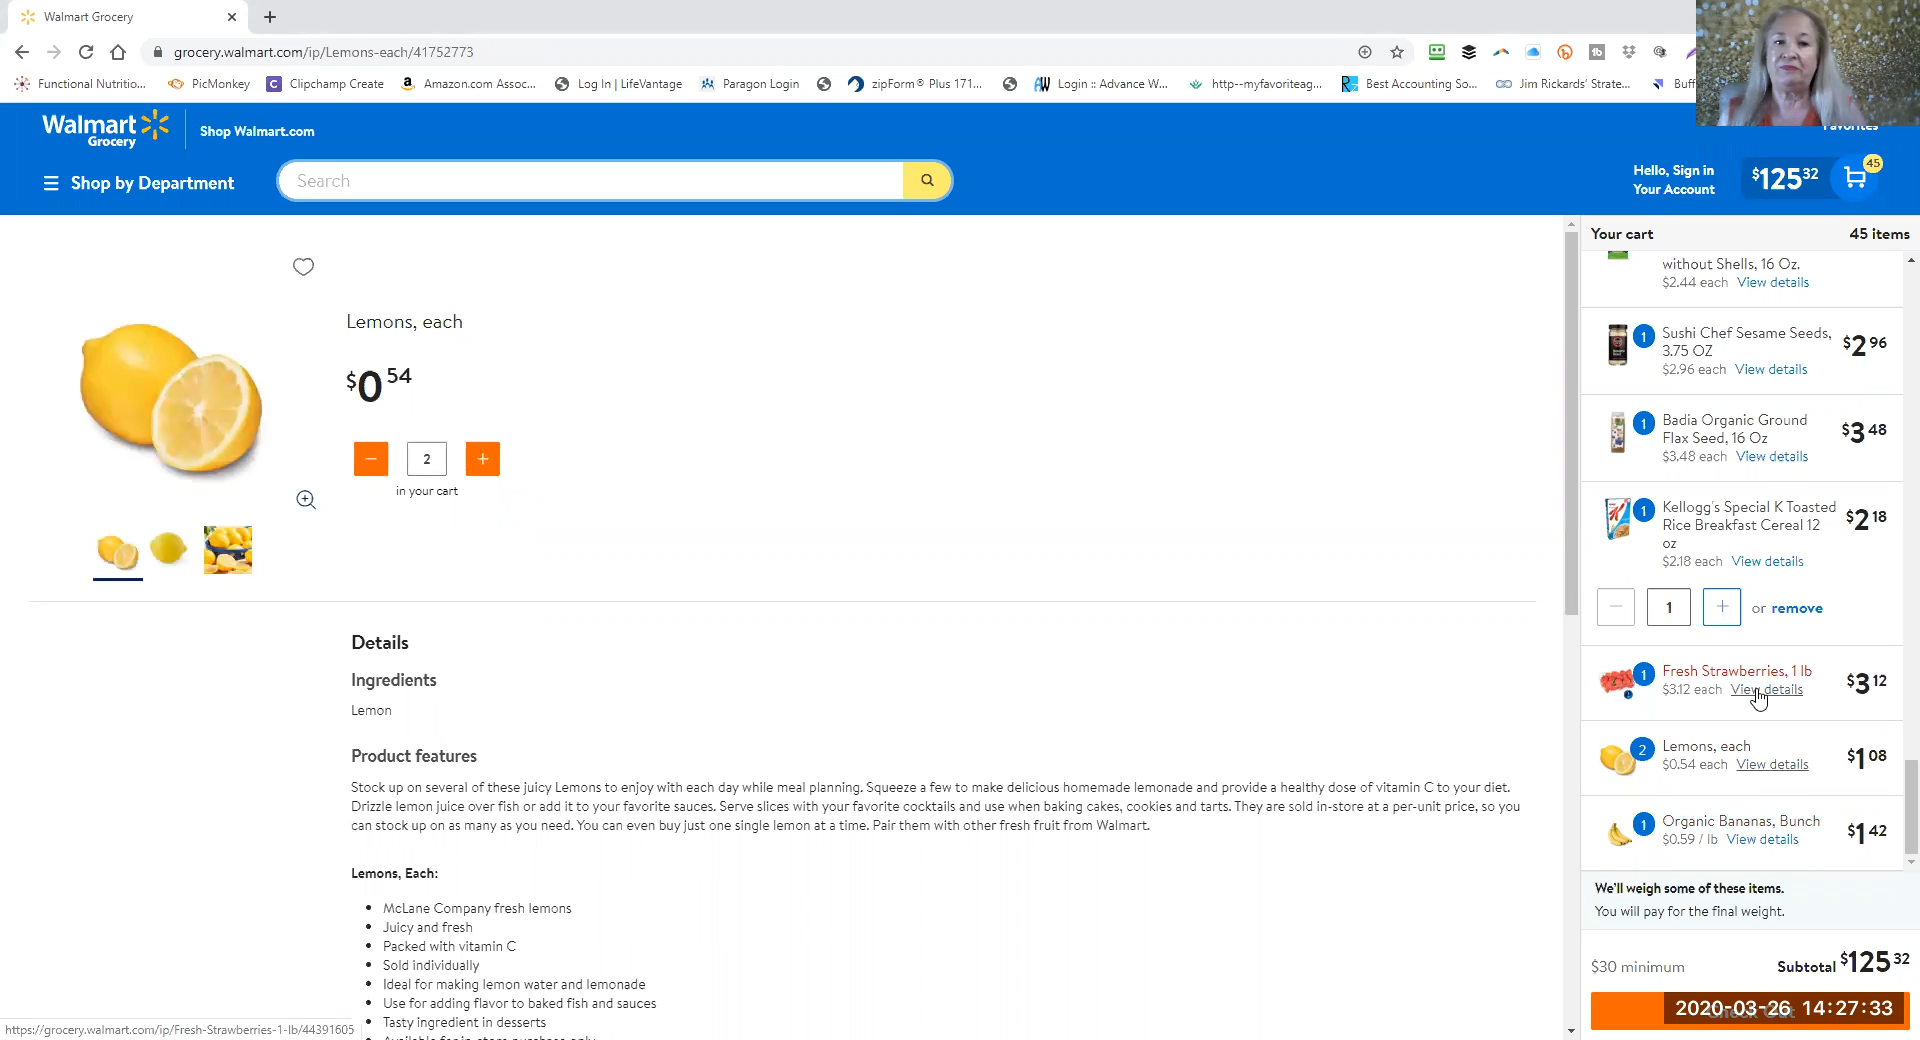 Walmart Grocery
grocery.walmart.com/ip/Lemons-each/41752773
Functional Nutritio...
PicMonkey
Clipchamp Create
Amazon.com Assoc...
Log In | LifeVantage
Paragon Login
zipForm® Plus 171...
Login :: Advance W...
http--myfavoriteag...
Best Accounting So...
Jim Rickards' Strate...
Buff
Walmart
Grocery
Shop Walmart.com
Favorites
Shop by Department
Search
Hello, Sign in
Your Account
$125 32
45
Your cart
45 items
without Shells, 16 Oz.
$2.44 each View details
1
Sushi Chef Sesame Seeds,
3.75 OZ
$2.96 each View details
$2 96
1
Badia Organic Ground
Flax Seed, 16 Oz
$3.48 each View details
$3 48
1
Kellogg's Special K Toasted
Rice Breakfast Cereal 12
oz
$2.18 each View details
$2 18
1
or remove
1
Fresh Strawberries, 1 lb
$3.12 each View details
$3 12
2
Lemons, each
$0.54 each View details
$1 08
1
Organic Bananas, Bunch
$0.59 / lb View details
$1 42
We'll weigh some of these items.
You will pay for the final weight.
$30 minimum
Subtotal $125 32
2020-03-26 14:27:33
Lemons, each
$0 54
2
in your cart
Details
Ingredients
Lemon
Product features
Stock up on several of these juicy Lemons to enjoy with each day while meal planning. Squeeze a few to make delicious homemade lemonade and provide a healthy dose of vitamin C to your diet.
Drizzle lemon juice over fish or add it to your favorite sauces. Serve slices with your favorite cocktails and use when baking cakes, cookies and tarts. They are sold in-store at a per-unit price, so you
can stock up on as many as you need. You can even buy just one single lemon at a time. Pair them with other fresh fruit from Walmart.
Lemons, Each:
McLane Company fresh lemons
Juicy and fresh
Packed with vitamin C
Sold individually
Ideal for making lemon water and lemonade
Use for adding flavor to baked fish and sauces
Tasty ingredient in desserts
https://grocery.walmart.com/ip/Fresh-Strawberries-1-lb/44391605